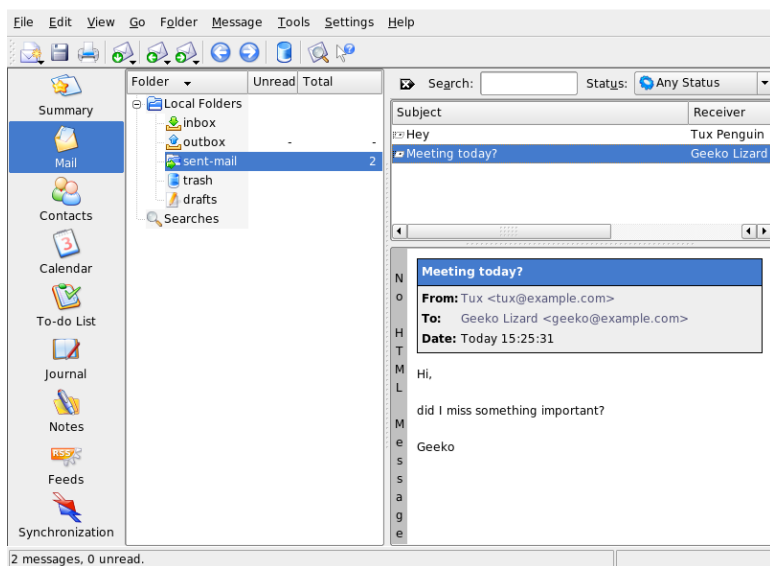 File Edit View Go Folder Message Tools Settings Help
Summary
Mail
Contacts
Calendar
3
To-do List
Journal
Notes
RSS
Feeds
Synchronization
Folder Unread Total
Local Folders
inbox
outbox - -
sent-mail 2
trash
drafts
Searches
Search: Status: Any Status
Subject Receiver
Hey Tux Penguin
Meeting today? Geeko Lizard
No HTML Message
Meeting today?
From: Tux <tux@example.com>
To: Geeko Lizard <geeko@example.com>
Date: Today 15:25:31
Hi,
did I miss something important?
Geeko
2 messages, 0 unread.